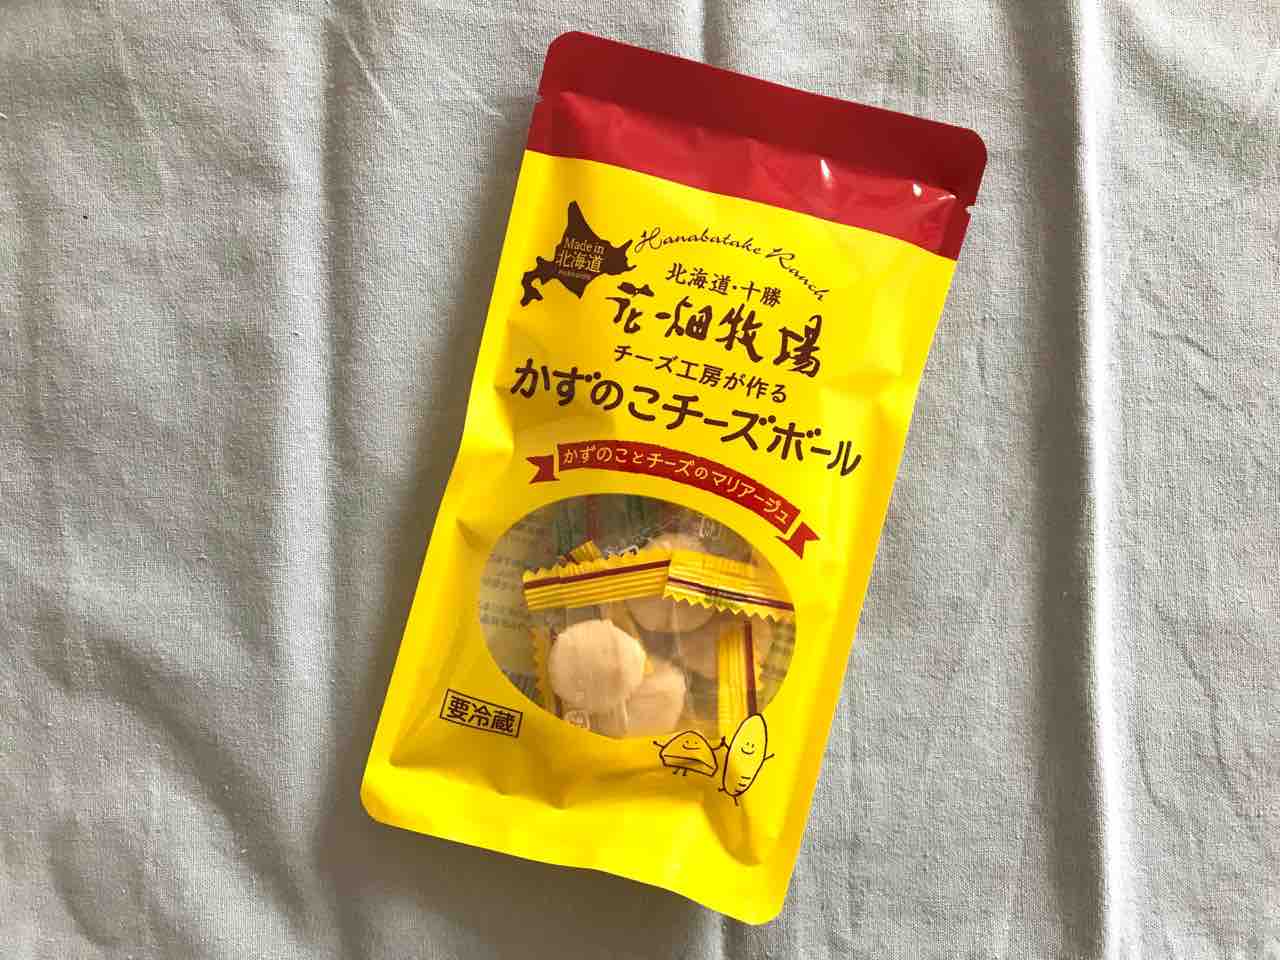 Made in
北海道
HOKKAIDO
Hanabatake Ranch
北海道・十勝
花畑牧場
チーズ工房が作る
かずのこチーズボール
かずのことチーズのマリアージュ
要冷蔵